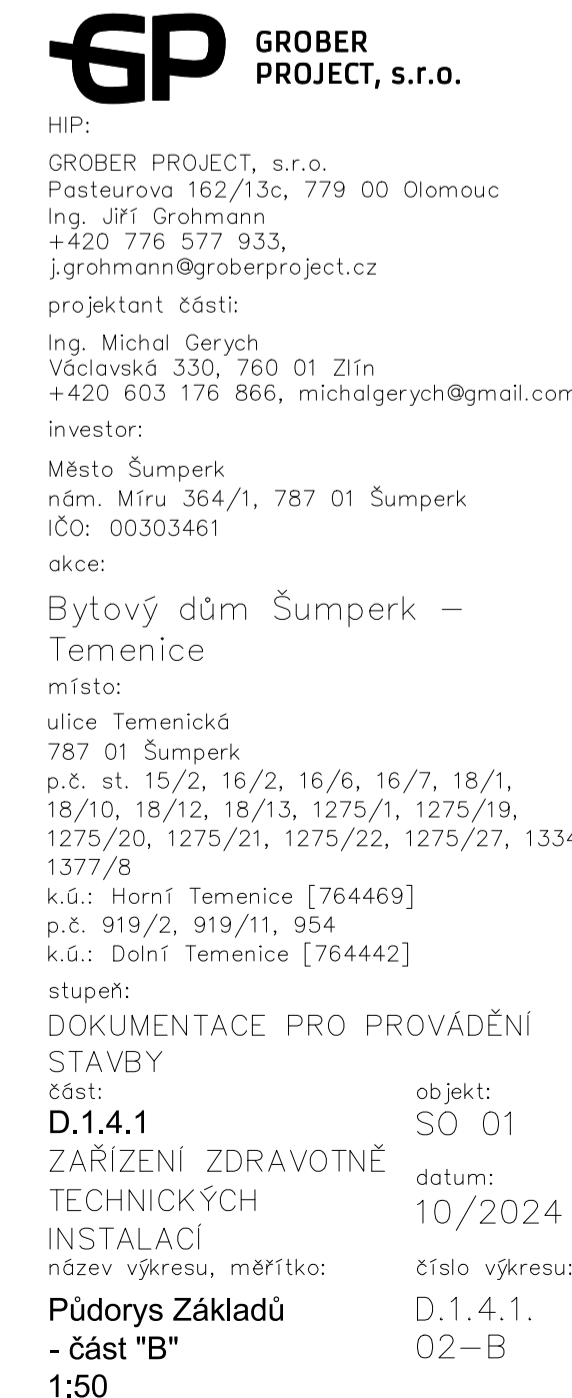 GP
GROBER
PROJECT, s.r.o.
HIP:
GROBER PROJECT, s.r.o.
Pasteurova 162/13c, 779 00 Olomouc
Ing. Jiří Grohmann
+420 776 577 933,
j.grohmann@groberproject.cz
projektant části:
Ing. Michal Gerych
Václavská 330, 760 01 Zlín
+420 603 176 866, michalgerych@gmail.com
investor:
Město Šumperk
nám. Míru 364/1, 787 01 Šumperk
IČO: 00303461
akce:
Bytový dům Šumperk –
Temenice
místo:
ulice Temenická
787 01 Šumperk
p.č. st. 15/2, 16/2, 16/6, 16/7, 18/1,
18/10, 18/12, 18/13, 1275/1, 1275/19,
1275/20, 1275/21, 1275/22, 1275/27, 1334
1377/8
k.ú.: Horní Temenice [764469]
p.č. 919/2, 919/11, 954
k.ú.: Dolní Temenice [764442]
stupeň:
DOKUMENTACE PRO PROVÁDĚNÍ
STAVBY
část:
D.1.4.1
ZAŘÍZENÍ ZDRAVOTNĚ
TECHNICKÝCH
INSTALACÍ
objekt:
SO 01
datum:
10/2024
název výkresu, měřítko:
Půdorys Základů
- část "B"
1:50
číslo výkresu:
D.1.4.1.
02–B